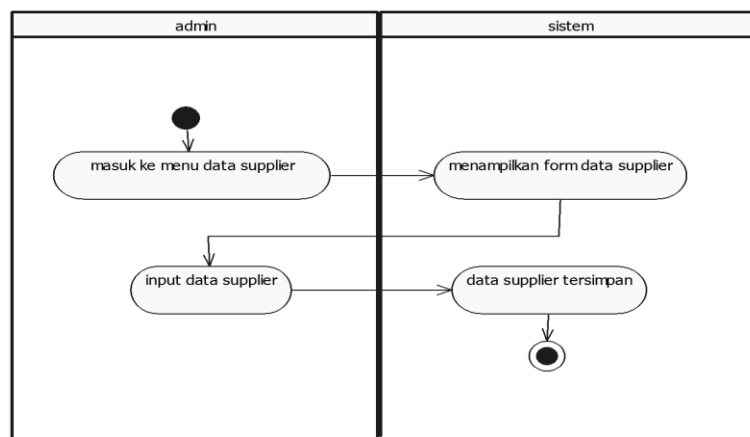 admin
sistem
masuk ke menu data supplier
menampilkan form data supplier
input data supplier
data supplier tersimpan